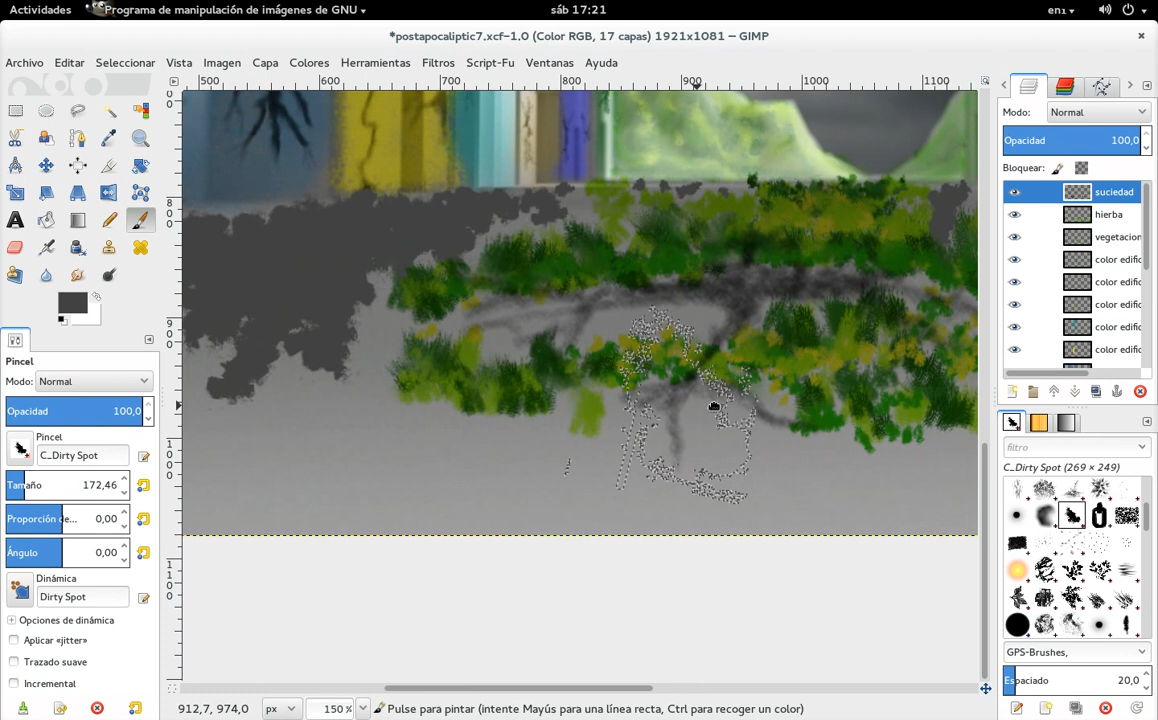 Actividades Programa de manipulación de imágenes de GNU sáb 17:21 en1
*postapocaliptic7.xcf-1.0 (Color RGB, 17 capas) 1921x1081 – GIMP ×
Archivo Editar Seleccionar Vista Imagen Capa Colores Herramientas Filtros Script-Fu Ventanas Ayuda
500 600 700 800 900 1000 1100
Modo: Normal
Opacidad 100,0
Bloquear:
suciedad
hierba
vegetacion
color edific
color edific
color edific
color edific
color edific
Pincel
Modo: Normal
Opacidad 100,0
Pincel
C_Dirty Spot
Tamaño 172,46
Proporción de... 0,00
Ángulo 0,00
Dinámica
Dirty Spot
Opciones de dinámica
Aplicar «jitter»
Trazado suave
Incremental
800
900
1000
1100
filtro
C_Dirty Spot (269 × 249)
GPS-Brushes,
Espaciado 20,0
912,7, 974,0 px 150 % Pulse para pintar (intente Mayús para una línea recta, Ctrl para recoger un color)